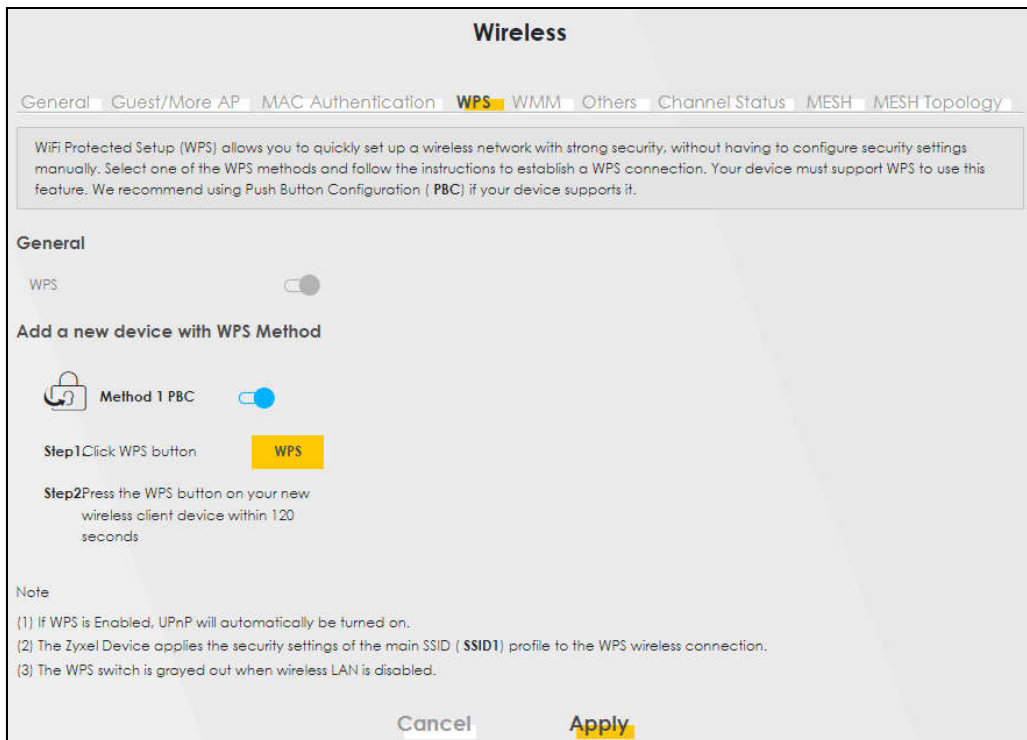 Wireless
General Guest/More AP MAC Authentication WPS WMM Others Channel Status MESH MESH Topology
WiFi Protected Setup (WPS) allows you to quickly set up a wireless network with strong security, without having to configure security settings
manually. Select one of the WPS methods and follow the instructions to establish a WPS connection. Your device must support WPS to use this
feature. We recommend using Push Button Configuration ( PBC) if your device supports it.
General
WPS
Add a new device with WPS Method
Method 1 PBC
Step1.Click WPS button WPS
Step2Press the WPS button on your new
wireless client device within 120
seconds
Note
(1) If WPS is Enabled, UPnP will automatically be turned on.
(2) The Zyxel Device applies the security settings of the main SSID ( SSID1) profile to the WPS wireless connection.
(3) The WPS switch is grayed out when wireless LAN is disabled.
Cancel Apply